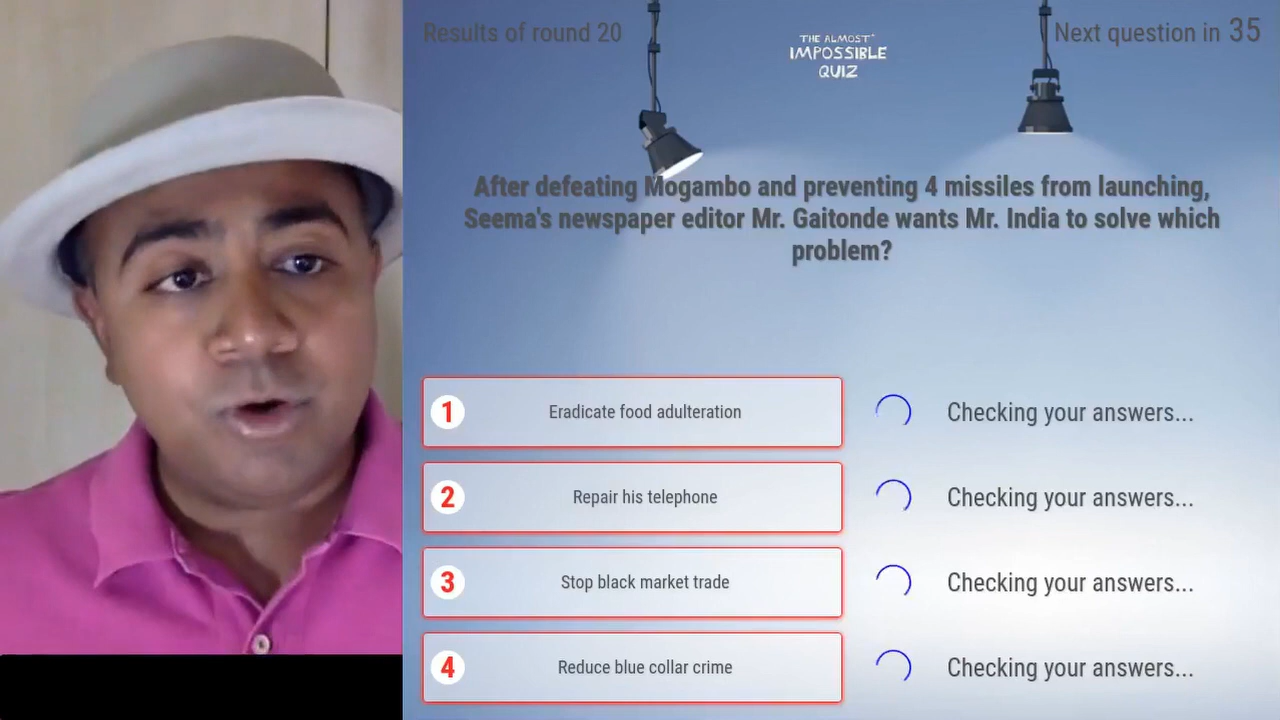 Results of round 20
THE ALMOST
IMPOSSIBLE
QUIZ
Next question in 35
After defeating Mogambo and preventing 4 missiles from launching,
Seema's newspaper editor Mr. Gaitonde wants Mr. India to solve which
problem?
1 Eradicate food adulteration
Checking your answers...
2 Repair his telephone
Checking your answers...
3 Stop black market trade
Checking your answers...
4 Reduce blue collar crime
Checking your answers...